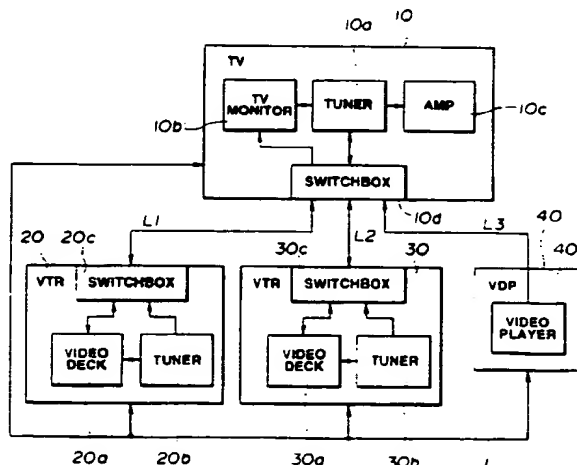 10a 10
TV
TV MONITOR
TUNER
AMP
10b
10c
SWITCHBOX
10d
L1
L2
L3
20
20c
30c
30
40
40
VTR
SWITCHBOX
VTR
SWITCHBOX
VDP
VIDEO DECK
TUNER
VIDEO DECK
TUNER
VIDEO PLAYER
20a 20b 30a 30b